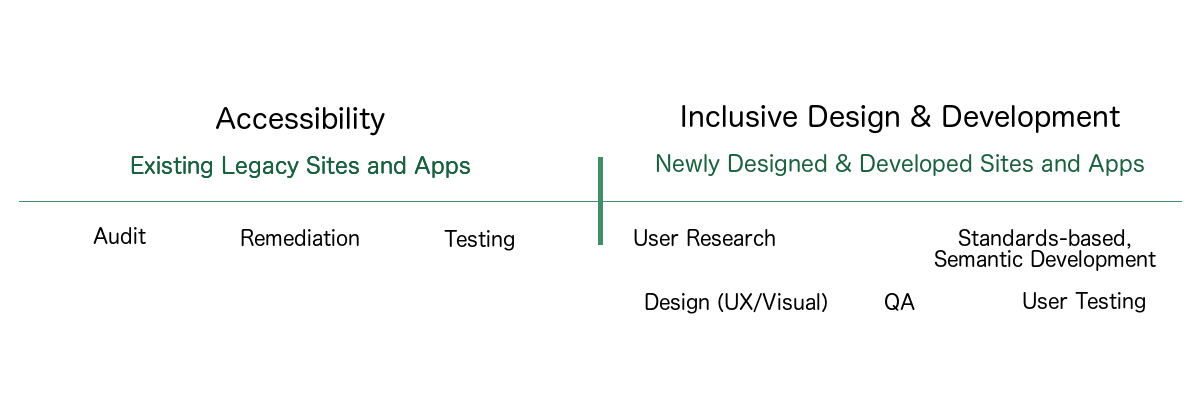 Accessibility
Existing Legacy Sites and Apps
Audit
Remediation
Testing
Inclusive Design & Development
Newly Designed & Developed Sites and Apps
User Research
Standards-based,
Semantic Development
Design (UX/Visual)
QA
User Testing